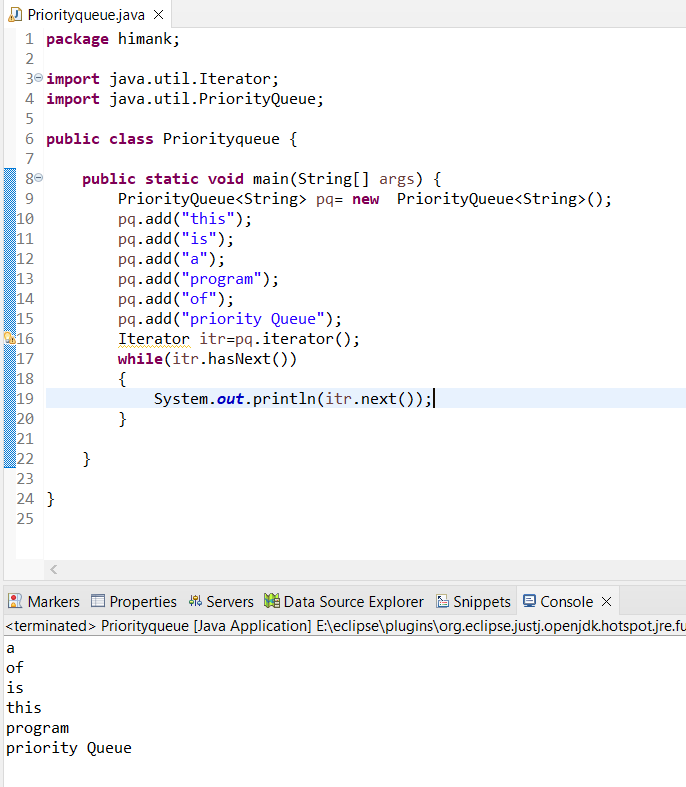 Priorityqueue.java
1 package himank;
2
3 import java.util.Iterator;
4 import java.util.PriorityQueue;
5
6 public class Priorityqueue {
7
8     public static void main(String[] args) {
9         PriorityQueue<String> pq= new  PriorityQueue<String>();
10         pq.add("this");
11         pq.add("is");
12         pq.add("a");
13         pq.add("program");
14         pq.add("of");
15         pq.add("priority Queue");
16         Iterator itr=pq.iterator();
17         while(itr.hasNext())
18         {
19             System.out.println(itr.next());
20         }
21
22     }
23
24 }
25
Markers Properties Servers Data Source Explorer Snippets Console
<terminated> Priorityqueue [Java Application] E:\eclipse\plugins\org.eclipse.justj.openjdk.hotspot.jre.fu
a
of
is
this
program
priority Queue